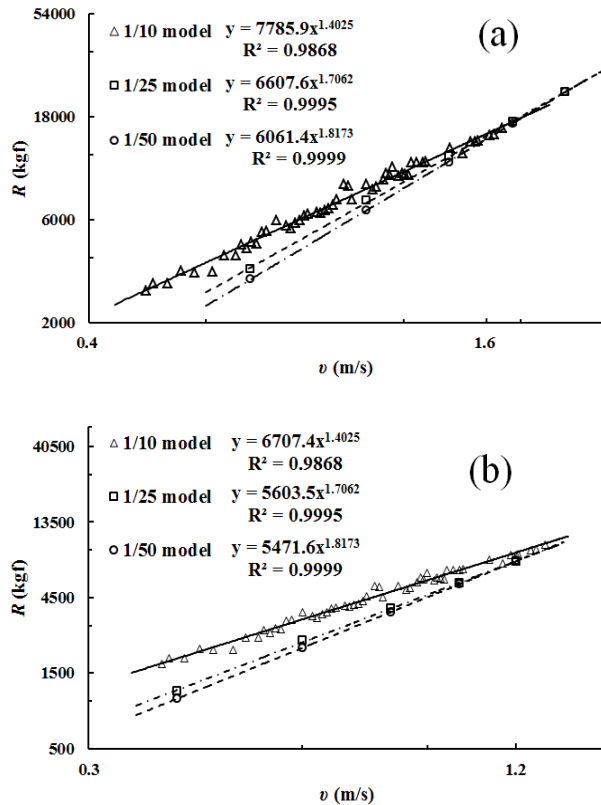 54000
(a)
△ 1/10 model y = 7785.9x^1.4025
R² = 0.9868
□ 1/25 model y = 6607.6x^1.7062
R² = 0.9995
○ 1/50 model y = 6061.4x^1.8173
R² = 0.9999
18000
R (kgf)
6000
2000
0.4 1.6
υ (m/s)
(b)
△ 1/10 model y = 6707.4x^1.4025
R² = 0.9868
□ 1/25 model y = 5603.5x^1.7062
R² = 0.9995
○ 1/50 model y = 5471.6x^1.8173
R² = 0.9999
40500
13500
R (kgf)
4500
1500
500
0.3 1.2
υ (m/s)